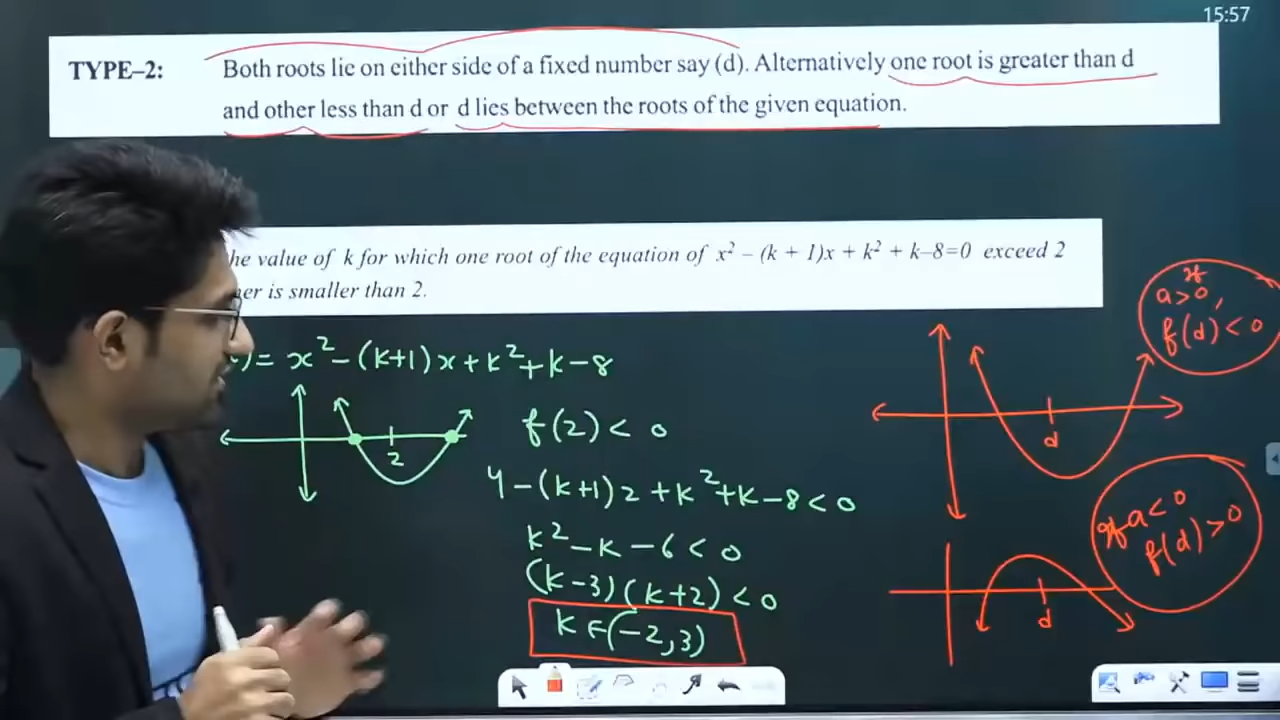 15:57
TYPE–2: Both roots lie on either side of a fixed number say (d). Alternatively one root is greater than d
and other less than d or d lies between the roots of the given equation.
he value of k for which one root of the equation of x² – (k + 1)x + k² + k–8=0 exceed 2
er is smaller than 2.
)= x² -(k+1)x+k²+k-8
2
f(2) < 0
4-(k+1)2+k²+k-8<0
k²-k-6<0
(k-3)(k+2)<0
k∈(-2,3)
If
a>0,
f(d)<0
d
If a<0
f(d)>0
d